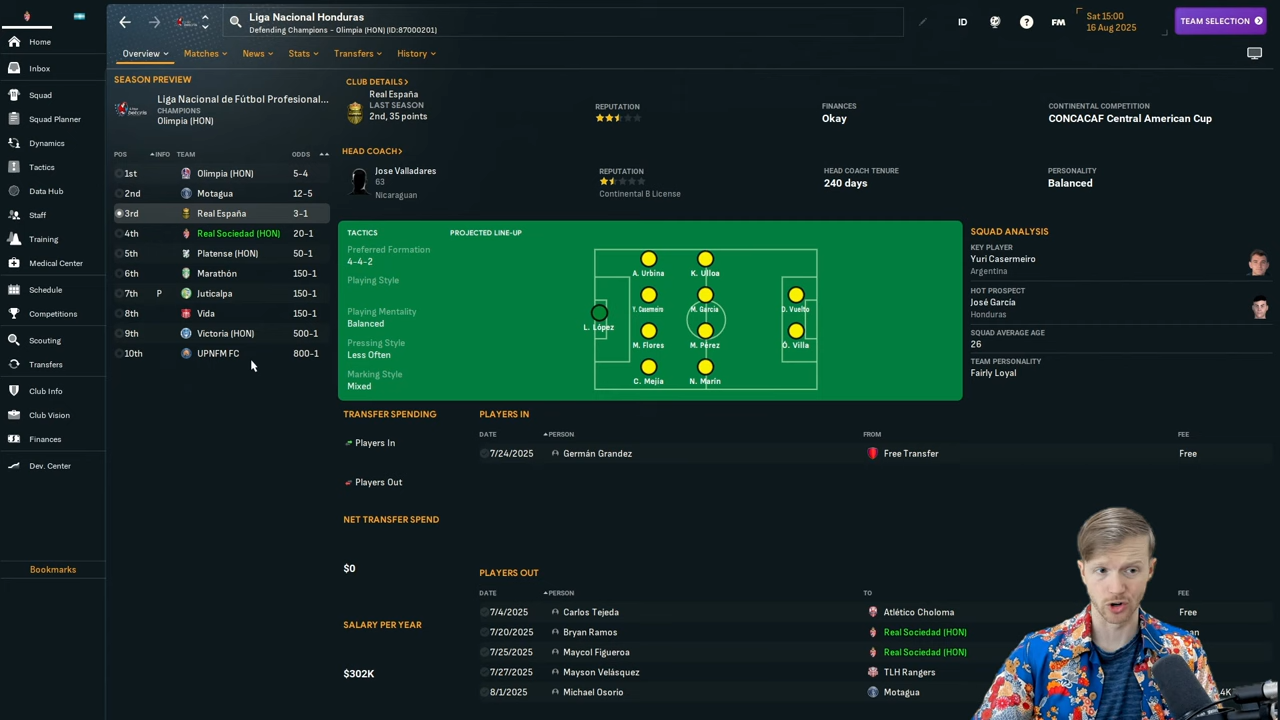 Liga Nacional Honduras
Defending Champions - Olimpia (HON) (ID:87000201)
ID
?
FM
Sat 15:00
16 Aug 2025
TEAM SELECTION
Overview
Matches
News
Stats
Transfers
History
Home
Inbox
Squad
Squad Planner
Dynamics
Tactics
Data Hub
Staff
Training
Medical Center
Schedule
Competitions
Scouting
Transfers
Club Info
Club Vision
Finances
Dev. Center
Bookmarks
SEASON PREVIEW
Liga Nacional de Fútbol Profesional...
CHAMPIONS
Olimpia (HON)
POS INFO TEAM ODDS
1st Olimpia (HON) 5-4
2nd Motagua 12-5
3rd Real España 3-1
4th Real Sociedad (HON) 20-1
5th Platense (HON) 50-1
6th Marathón 150-1
7th P Juticalpa 150-1
8th Vida 150-1
9th Victoria (HON) 500-1
10th UPNFM FC 800-1
CLUB DETAILS >
Real España
LAST SEASON
2nd, 35 points
REPUTATION
FINANCES
Okay
CONTINENTAL COMPETITION
CONCACAF Central American Cup
HEAD COACH >
Jose Valladares
63
Nicaraguan
REPUTATION
Continental B License
HEAD COACH TENURE
240 days
PERSONALITY
Balanced
TACTICS
Preferred Formation
4-4-2
Playing Style
Playing Mentality
Balanced
Pressing Style
Less Often
Marking Style
Mixed
PROJECTED LINE-UP
A. Urbina
K. Ulloa
Y. Casermeiro
M. García
D. Vuelto
L. López
M. Flores
M. Pérez
Ó. Villa
C. Mejía
N. Marín
SQUAD ANALYSIS
KEY PLAYER
Yuri Casermeiro
Argentina
HOT PROSPECT
José García
Honduras
SQUAD AVERAGE AGE
26
TEAM PERSONALITY
Fairly Loyal
TRANSFER SPENDING
Players In
Players Out
NET TRANSFER SPEND
$0
SALARY PER YEAR
$302K
PLAYERS IN
DATE PERSON FROM FEE
7/24/2025 Germán Grandez Free Transfer Free
PLAYERS OUT
DATE PERSON TO FEE
7/4/2025 Carlos Tejeda Atlético Choloma Free
7/20/2025 Bryan Ramos Real Sociedad (HON)
7/25/2025 Maycol Figueroa Real Sociedad (HON)
7/27/2025 Mayson Velásquez TLH Rangers
8/1/2025 Michael Osorio Motagua